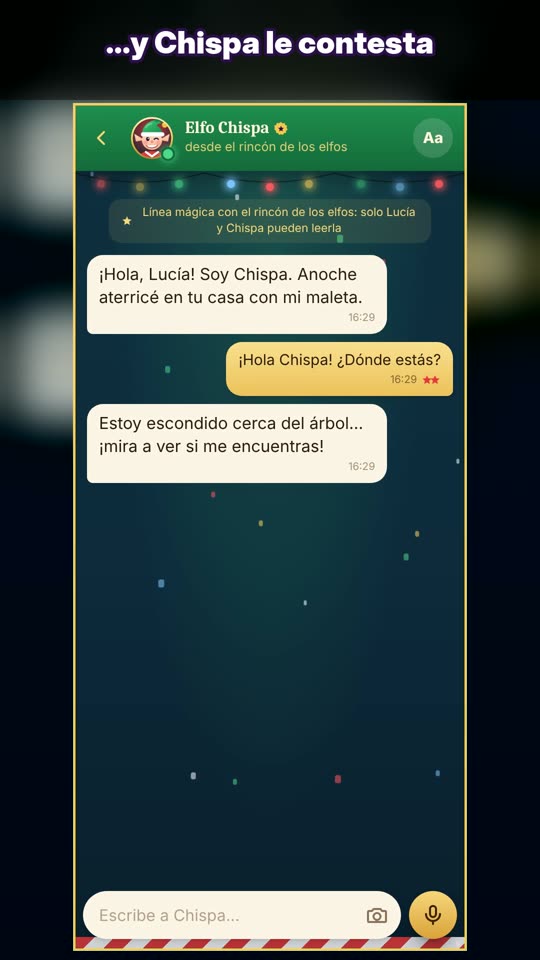 ...y Chispa le contesta
Elfo Chispa
desde el rincón de los elfos
Aa
Línea mágica con el rincón de los elfos: solo Lucía
y Chispa pueden leerla
¡Hola, Lucía! Soy Chispa. Anoche
aterricé en tu casa con mi maleta.
16:29
¡Hola Chispa! ¿Dónde estás?
16:29
Estoy escondido cerca del árbol...
¡mira a ver si me encuentras!
16:29
Escribe a Chispa...